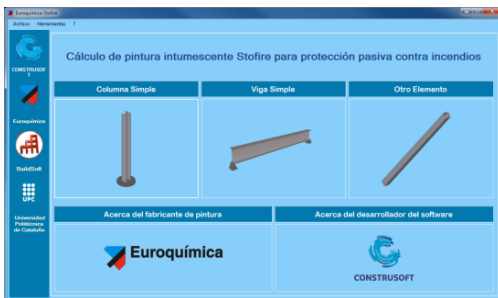 Euroquímica Stofire
Archivo Herramientas ?
CONSTRUSOF
T
Euroquímica
BuildSoft
UPC
Universidad
Politécnica
de Cataluña
Cálculo de pintura intumescente Stofire para protección pasiva contra incendios
Columna Simple
Viga Simple
Otro Elemento
Acerca del fabricante de pintura
Acerca del desarrollador del software
Euroquímica
CONSTRUSOFT